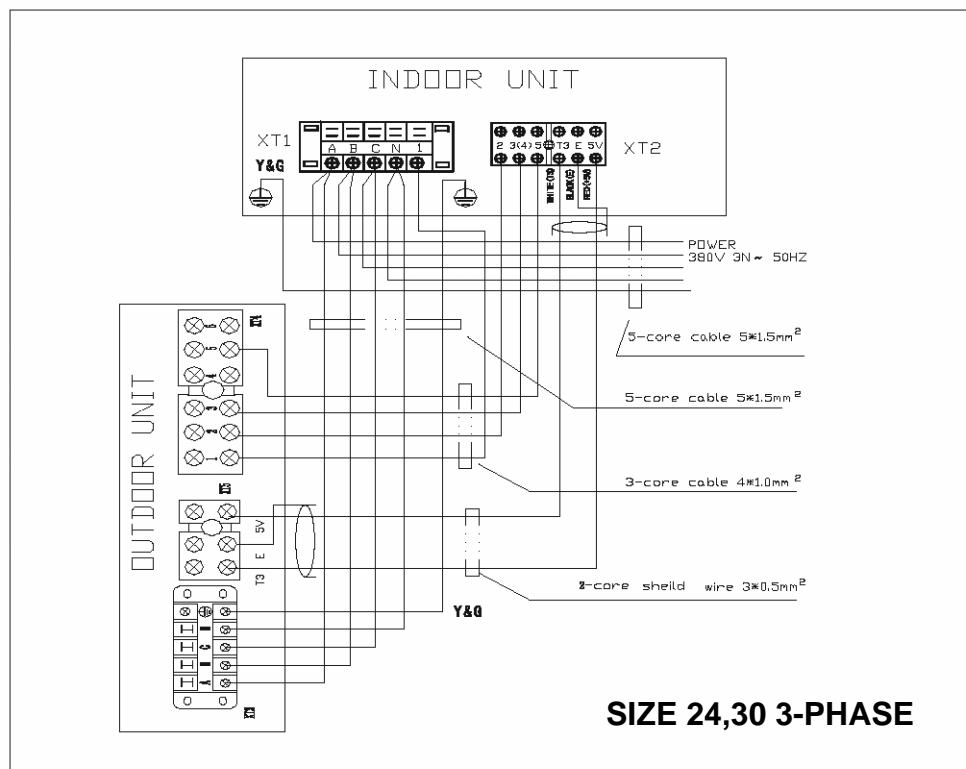 INDOOR UNIT
XT1
A B C N 1
Y&G
2 3(4) 5 T3 E 5V
XT2
WHITE(T3)
BLACK(E)
RED(+5V)
POWER
380V 3N~ 50HZ
5-core cable 5*1.5mm2
5-core cable 5*1.5mm2
3-core cable 4*1.0mm2
2-core sheild wire 3*0.5mm2
Y&G
OUTDOOR UNIT
5V
E
T3
SIZE 24,30 3-PHASE